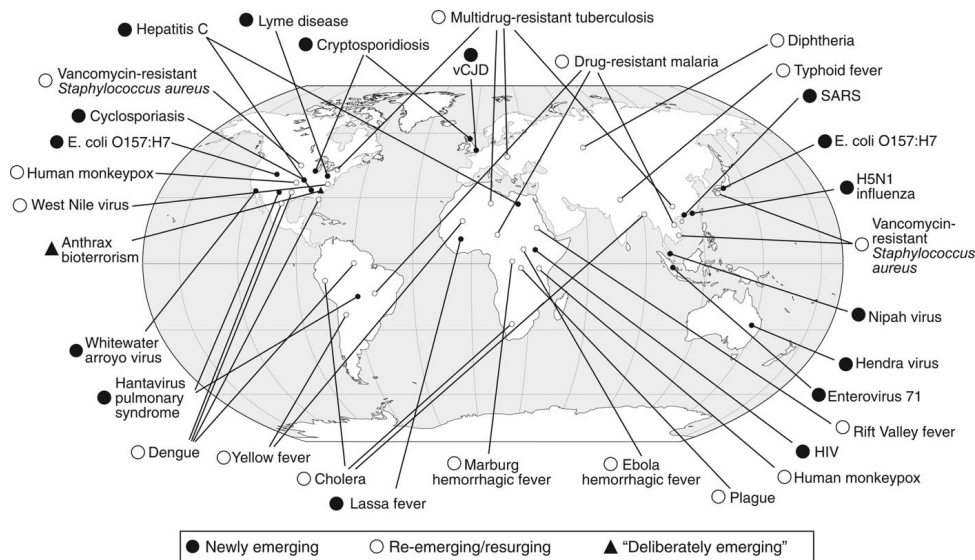 Lyme disease
Multidrug-resistant tuberculosis
Hepatitis C
Cryptosporidiosis
Diphtheria
vCJD
Drug-resistant malaria
Typhoid fever
Vancomycin-resistant
Staphylococcus aureus
SARS
Cyclosporiasis
E. coli O157:H7
E. coli O157:H7
Human monkeypox
H5N1
influenza
West Nile virus
Anthrax
bioterrorism
Vancomycin-
resistant
Staphylococcus
aureus
Nipah virus
Whitewater
arroyo virus
Hendra virus
Hantavirus
pulmonary
syndrome
Enterovirus 71
Rift Valley fever
Dengue
Yellow fever
HIV
Cholera
Marburg
hemorrhagic fever
Ebola
hemorrhagic fever
Human monkeypox
Lassa fever
Plague
Newly emerging
Re-emerging/resurging
“Deliberately emerging”